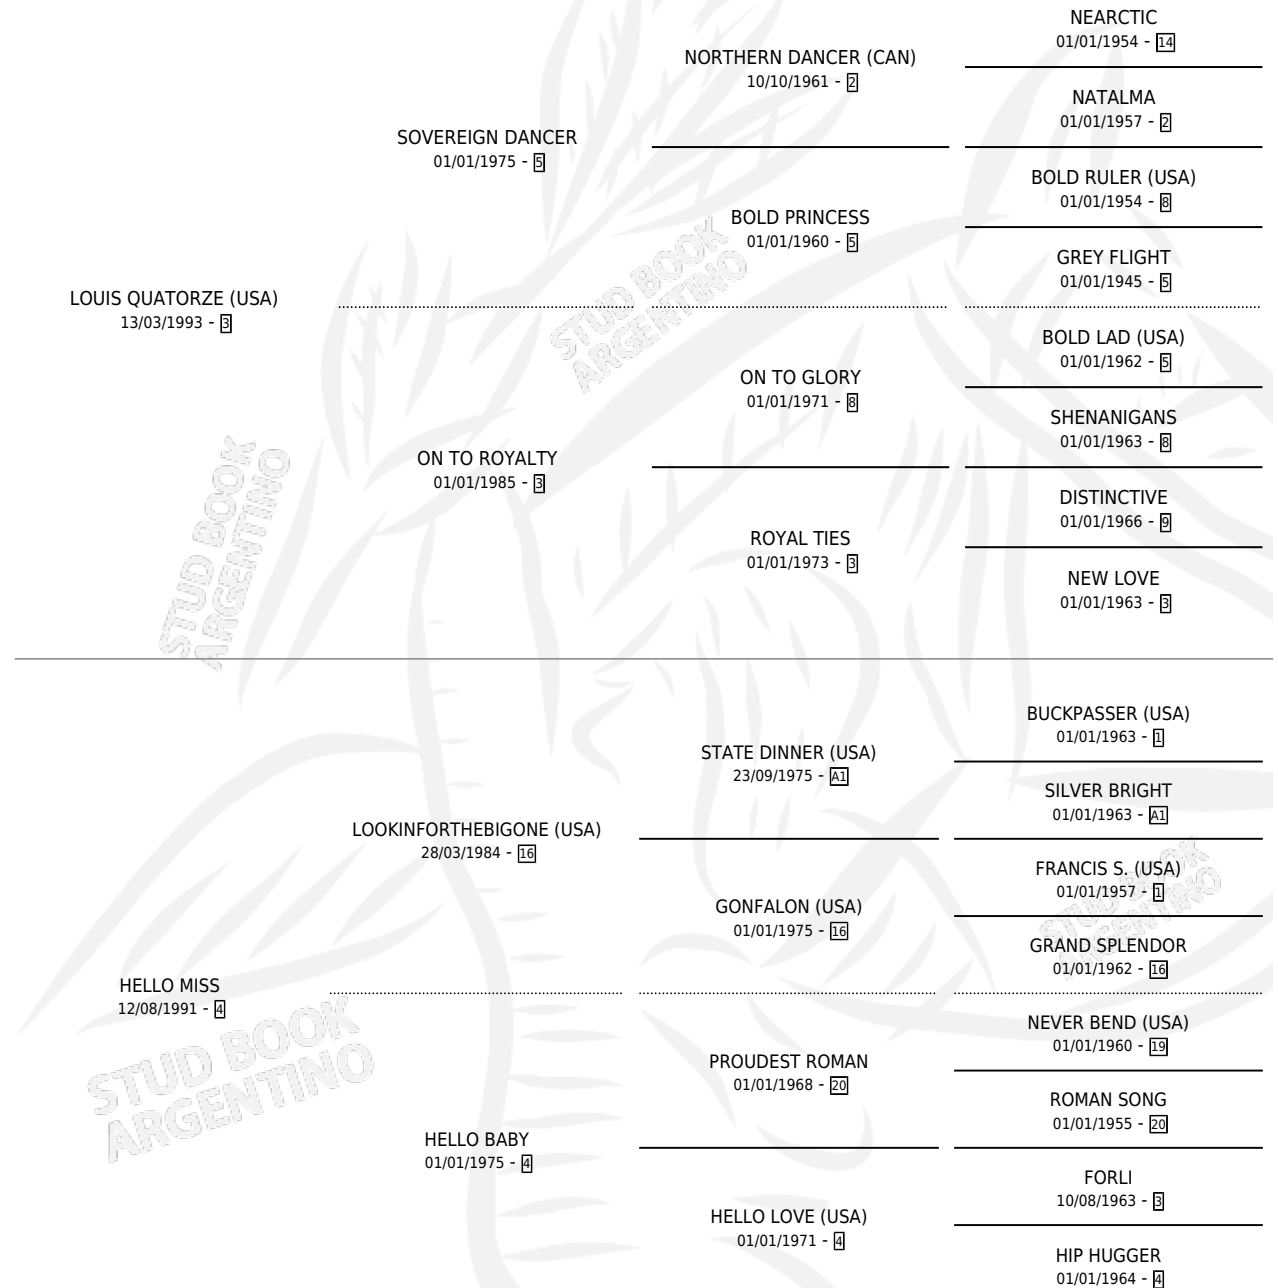 NEARCTIC
01/01/1954 - 14
NORTHERN DANCER (CAN)
10/10/1961 - 2
NATALMA
01/01/1957 - 2
SOVEREIGN DANCER
01/01/1975 - 5
BOLD RULER (USA)
01/01/1954 - 8
BOLD PRINCESS
01/01/1960 - 5
GREY FLIGHT
01/01/1945 - 5
LOUIS QUATORZE (USA)
13/03/1993 - 3
STUD BOOK
ARGENTINO
BOLD LAD (USA)
01/01/1962 - 5
ON TO GLORY
01/01/1971 - 8
SHENANIGANS
01/01/1963 - 8
ON TO ROYALTY
01/01/1985 - 3
DISTINCTIVE
01/01/1966 - 9
ROYAL TIES
01/01/1973 - 3
NEW LOVE
01/01/1963 - 3
STUD BOOK
ARGENTINO
BUCKPASSER (USA)
01/01/1963 - 1
STATE DINNER (USA)
23/09/1975 - A1
SILVER BRIGHT
01/01/1963 - A1
LOOKINFORTHEBIGONE (USA)
28/03/1984 - 16
FRANCIS S. (USA)
01/01/1957 - 1
GONFALON (USA)
01/01/1975 - 16
GRAND SPLENDOR
01/01/1962 - 16
STUD BOOK
ARGENTINO
HELLO MISS
12/08/1991 - 4
NEVER BEND (USA)
01/01/1960 - 19
PROUDEST ROMAN
01/01/1968 - 20
ROMAN SONG
01/01/1955 - 20
HELLO BABY
01/01/1975 - 4
FORLI
10/08/1963 - 3
HELLO LOVE (USA)
01/01/1971 - 4
HIP HUGGER
01/01/1964 - 4
STUD BOOK
ARGENTINO